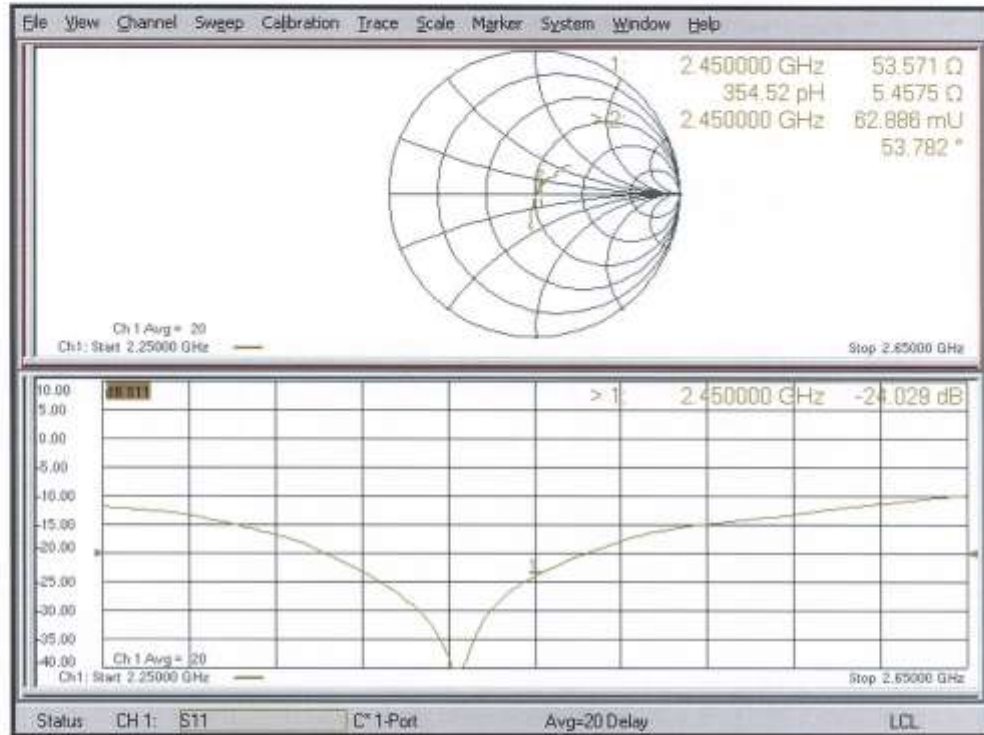 File View Channel Sweep Calibration Trace Scale Marker System Window Help
1: 2.450000 GHz 53.571 Ω
354.52 pH 5.4575 Ω
> 2: 2.450000 GHz 62.886 mU
53.782 °
Ch 1 Avg = 20
Ch1: Start 2.25000 GHz Stop 2.65000 GHz
10.00
> 1: 2.450000 GHz -24.029 dB
5.00
0.00
-5.00
-10.00
-15.00
-20.00
-25.00
-30.00
-35.00
-40.00
Ch 1 Avg = 20
Ch1: Start 2.25000 GHz Stop 2.65000 GHz
Status CH 1: S11 C* 1-Port Avg=20 Delay LCL